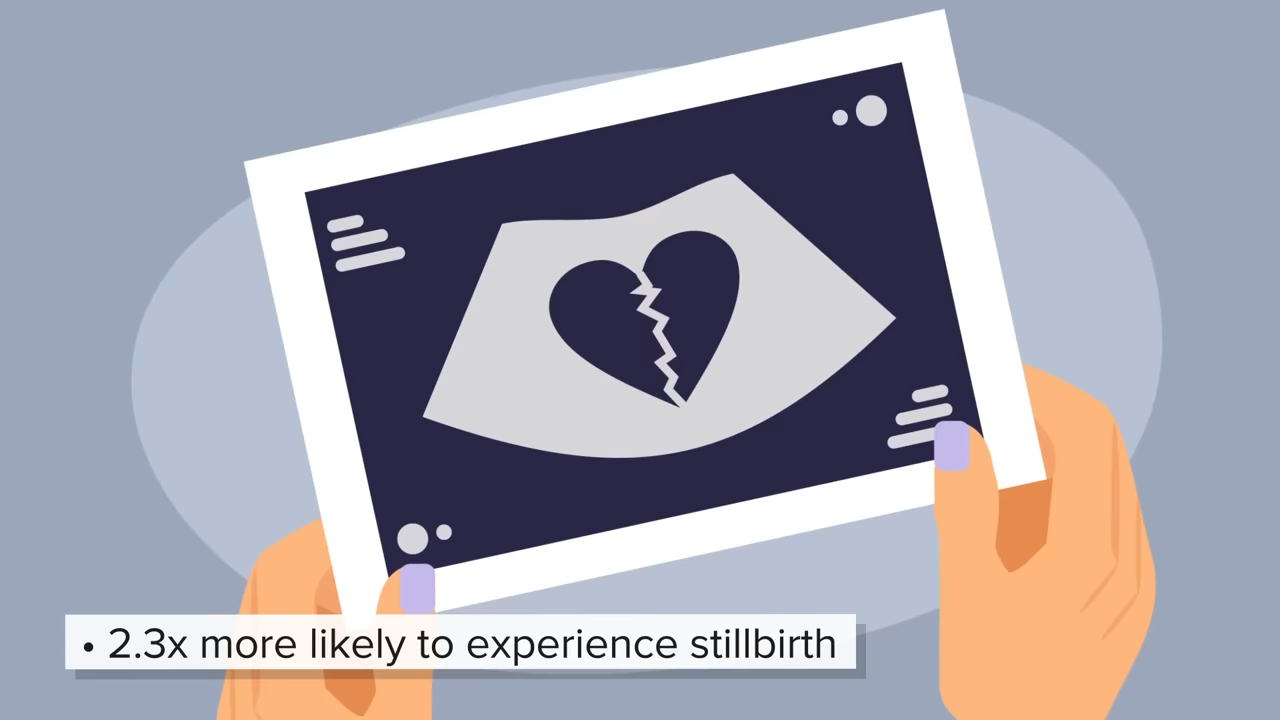 • 2.3x more likely to experience stillbirth